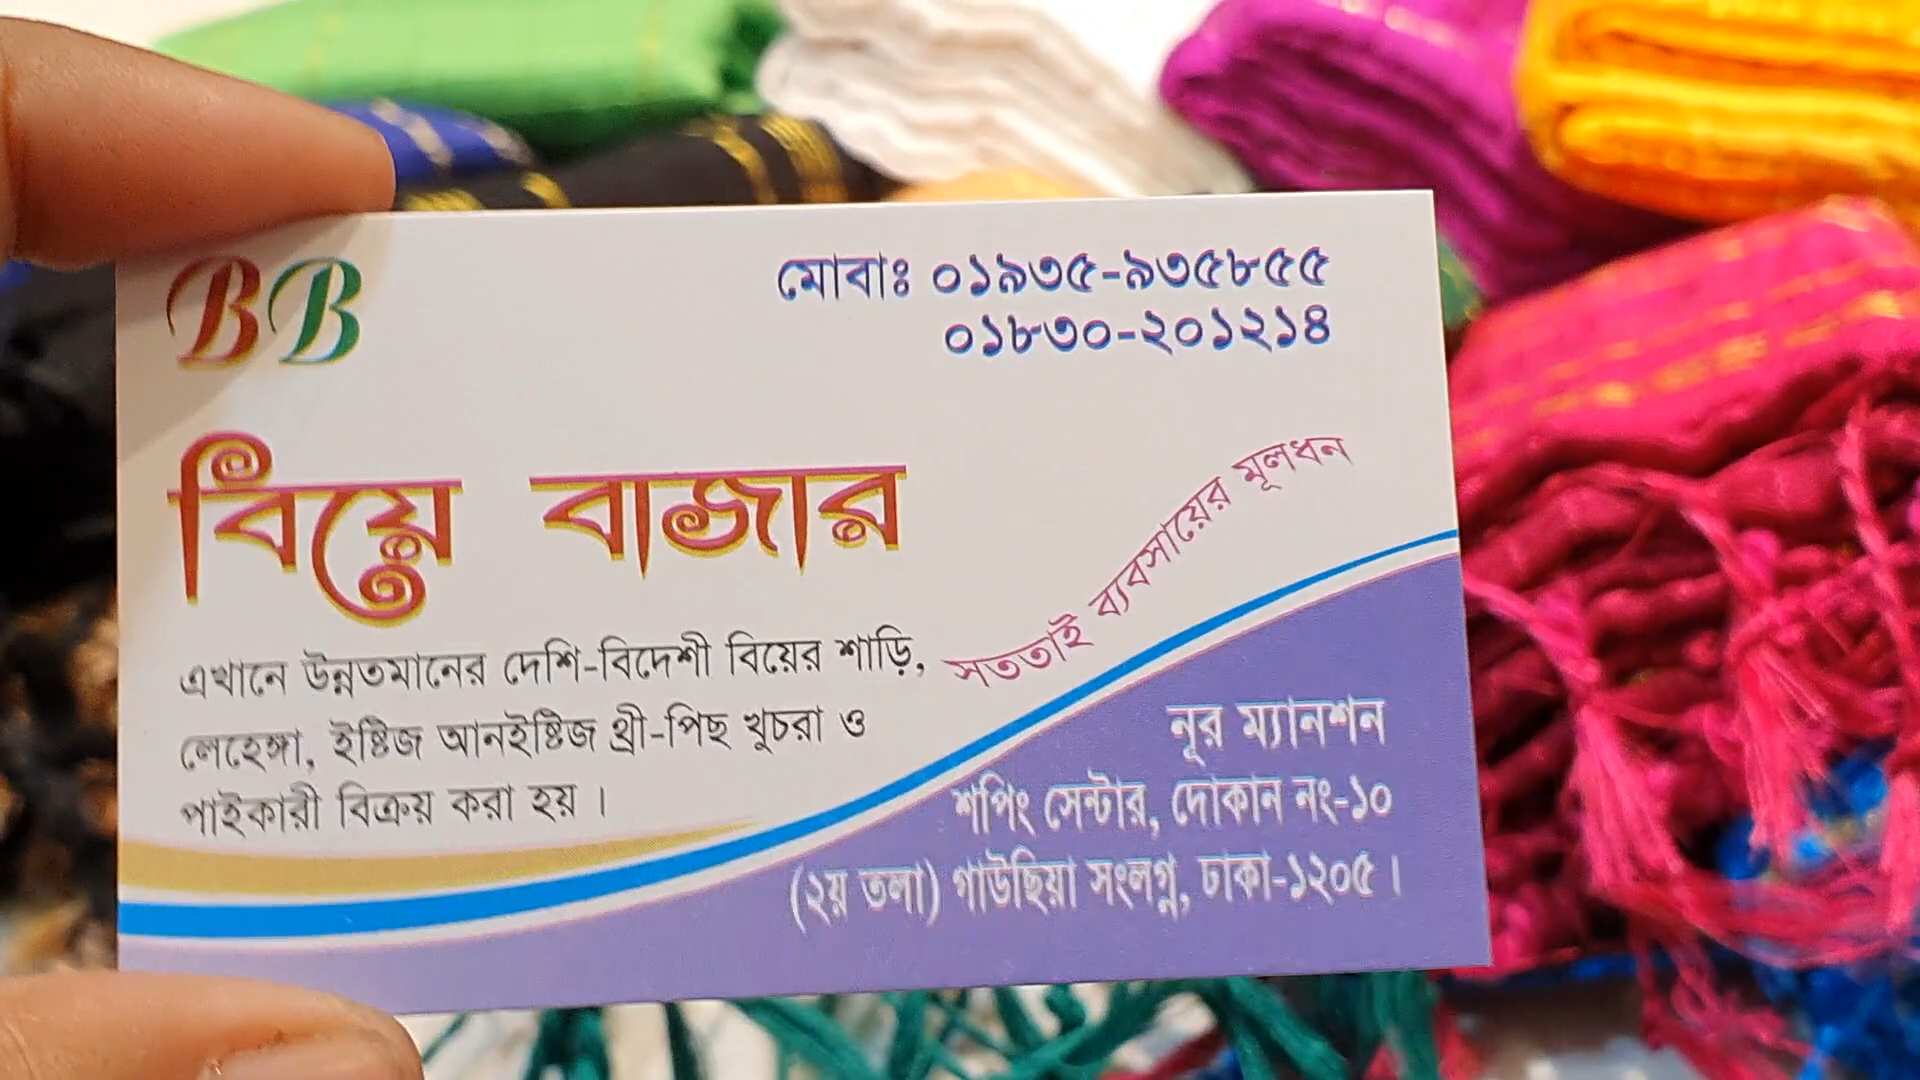 BB
মোবাঃ ০১৯৩৫-৯৩৫৮৫৫
০১৮৩০-২০১২১৪
বিয়ে বাজার
সততাই ব্যবসায়ের মূলধন
এখানে উন্নতমানের দেশি-বিদেশী বিয়ের শাড়ি,
লেহেঙ্গা, ইষ্টিজ আনইষ্টিজ থ্রী-পিছ খুচরা ও
পাইকারী বিক্রয় করা হয় ।
নূর ম্যানশন
শপিং সেন্টার, দোকান নং-১০
(২য় তলা) গাউছিয়া সংলগ্ন, ঢাকা-১২০৫ ।